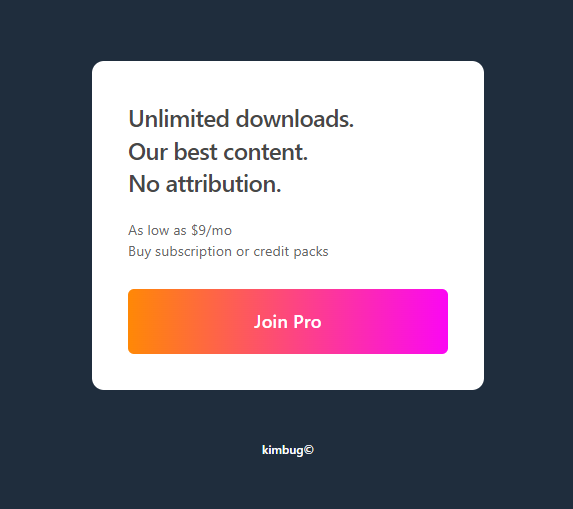 Unlimited downloads.
Our best content.
No attribution.
As low as $9/mo
Buy subscription or credit packs
Join Pro
kimbug©